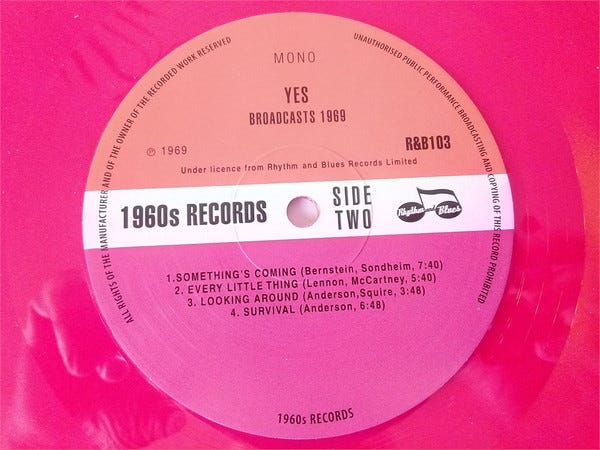 MONO
YES
BROADCASTS 1969
℗ 1969
R&B103
Under licence from Rhythm and Blues Records Limited
1960s RECORDS
SIDE
TWO
Rhythm and Blues
1.SOMETHING'S COMING (Bernstein, Sondheim, 7:40)
2. EVERY LITTLE THING (Lennon, McCartney, 5:40)
3. LOOKING AROUND (Anderson,Squire, 3:48)
4. SURVIVAL (Anderson, 6:48)
ALL RIGHTS OF THE MANUFACTURER AND OF THE OWNER OF THE RECORDED WORK RESERVED
UNAUTHORISED PUBLIC PERFORMANCE BROADCASTING AND COPYING OF THIS RECORD PROHIBITED
1960s RECORDS